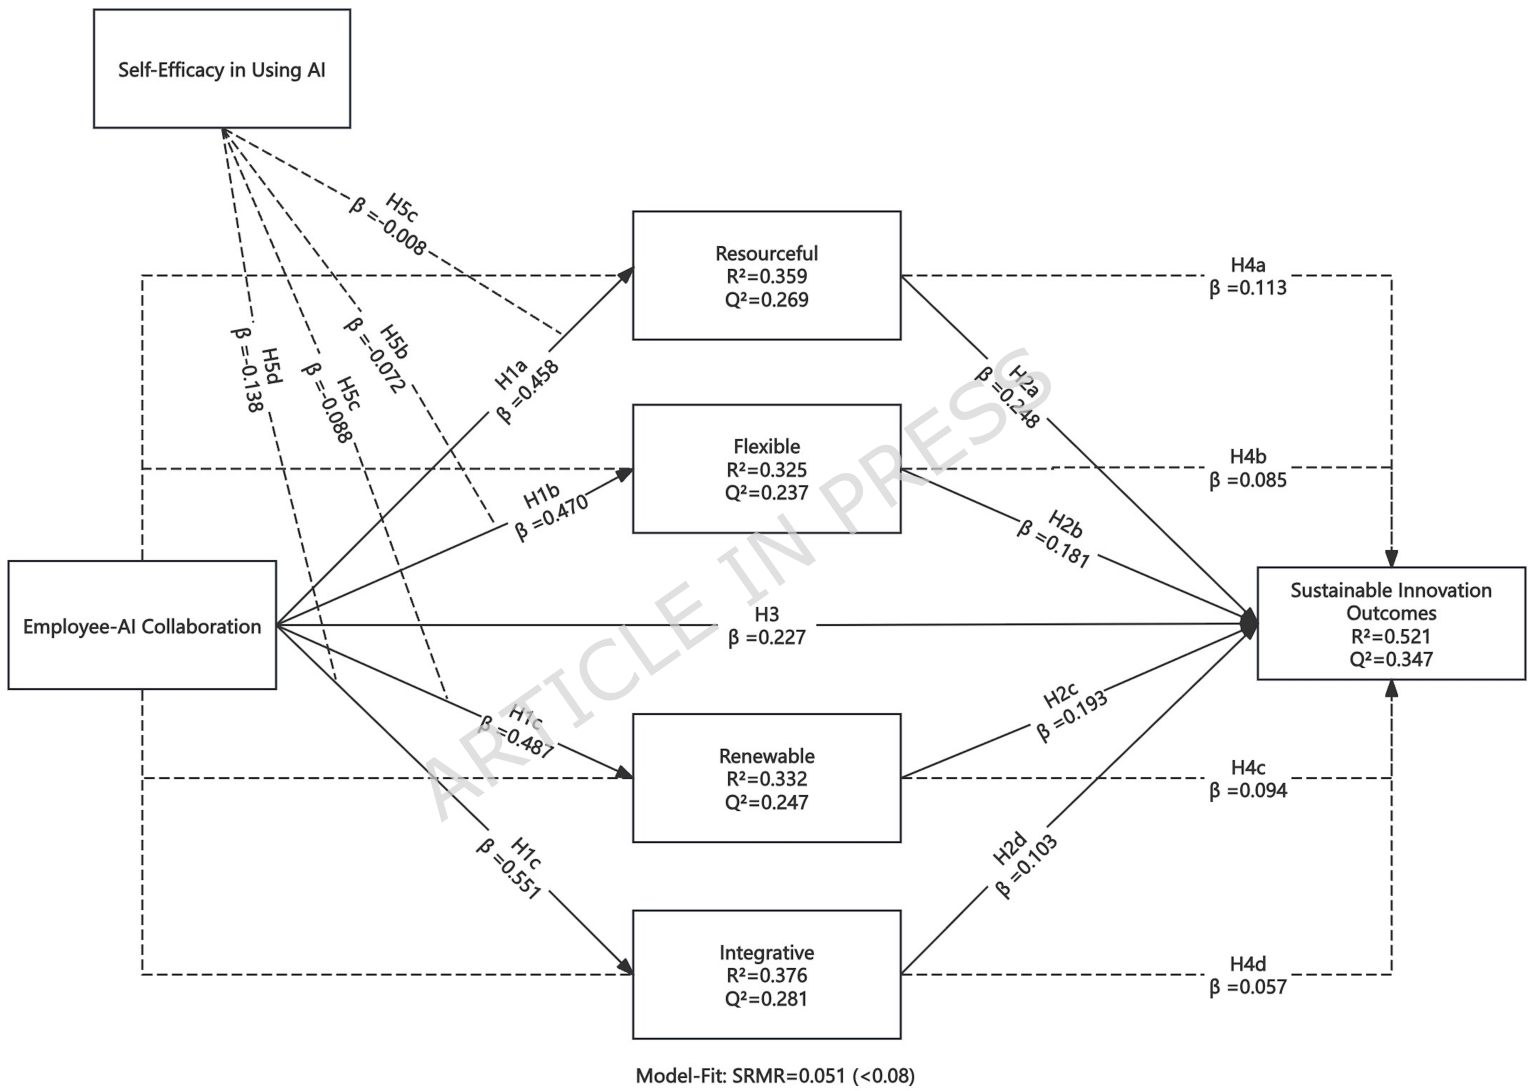 Self-Efficacy in Using AI
H5c
β =-0.008
H5b
β =-0.072
H5c
β =-0.088
H5d
β =-0.138
Resourceful
R²=0.359
Q²=0.269
H4a
β =0.113
H1a
β =0.458
H2a
β =0.248
Flexible
R²=0.325
Q²=0.237
H4b
β =0.085
H1b
β =0.470
H2b
β =0.181
Employee-AI Collaboration
H3
β =0.227
Sustainable Innovation
Outcomes
R²=0.521
Q²=0.347
H1c
β =0.487
H2c
β =0.193
Renewable
R²=0.332
Q²=0.247
H4c
β =0.094
H1c
β =0.551
H2d
β =0.103
Integrative
R²=0.376
Q²=0.281
H4d
β =0.057
Model-Fit: SRMR=0.051 (<0.08)
ARTICLE IN PRESS